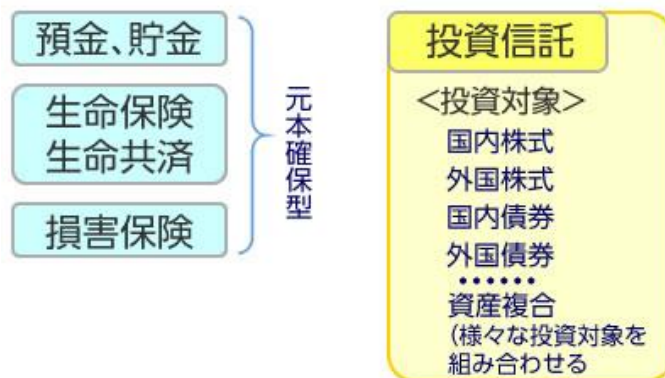 預金、貯金
生命保険
生命共済
損害保険
元本確保型
投資信託
＜投資対象＞
国内株式
外国株式
国内債券
外国債券
••••••
資産複合
(様々な投資対象を
組み合わせる